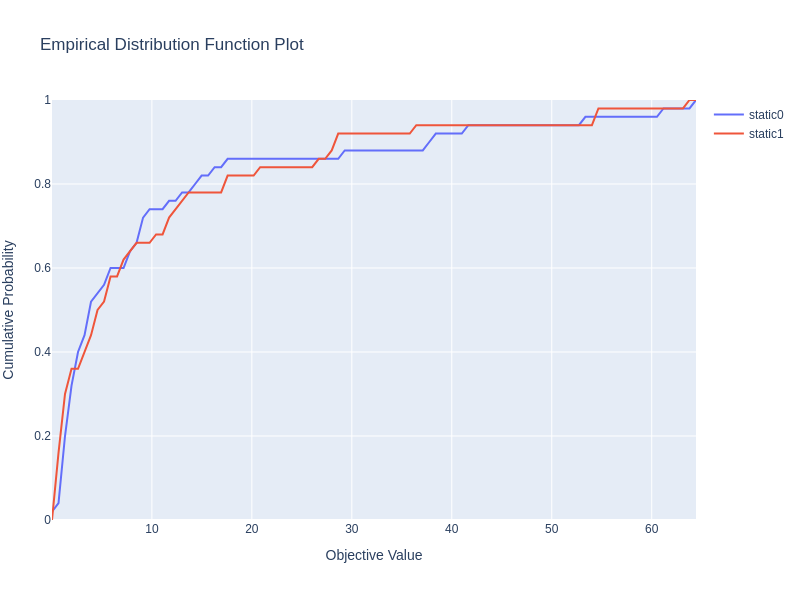 Empirical Distribution Function Plot
static0
static1
1
0.8
0.6
0.4
0.2
0
Cumulative Probability
10
20
30
40
50
60
Objective Value